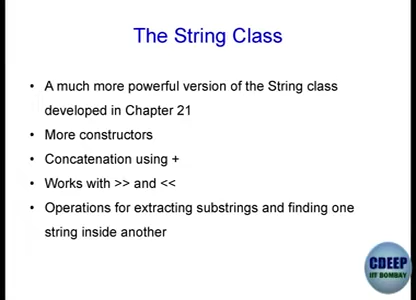 The String Class
• A much more powerful version of the String class
developed in Chapter 21
• More constructors
• Concatenation using +
• Works with >> and <<
• Operations for extracting substrings and finding one
string inside another
CDEEP
IIT BOMBAY